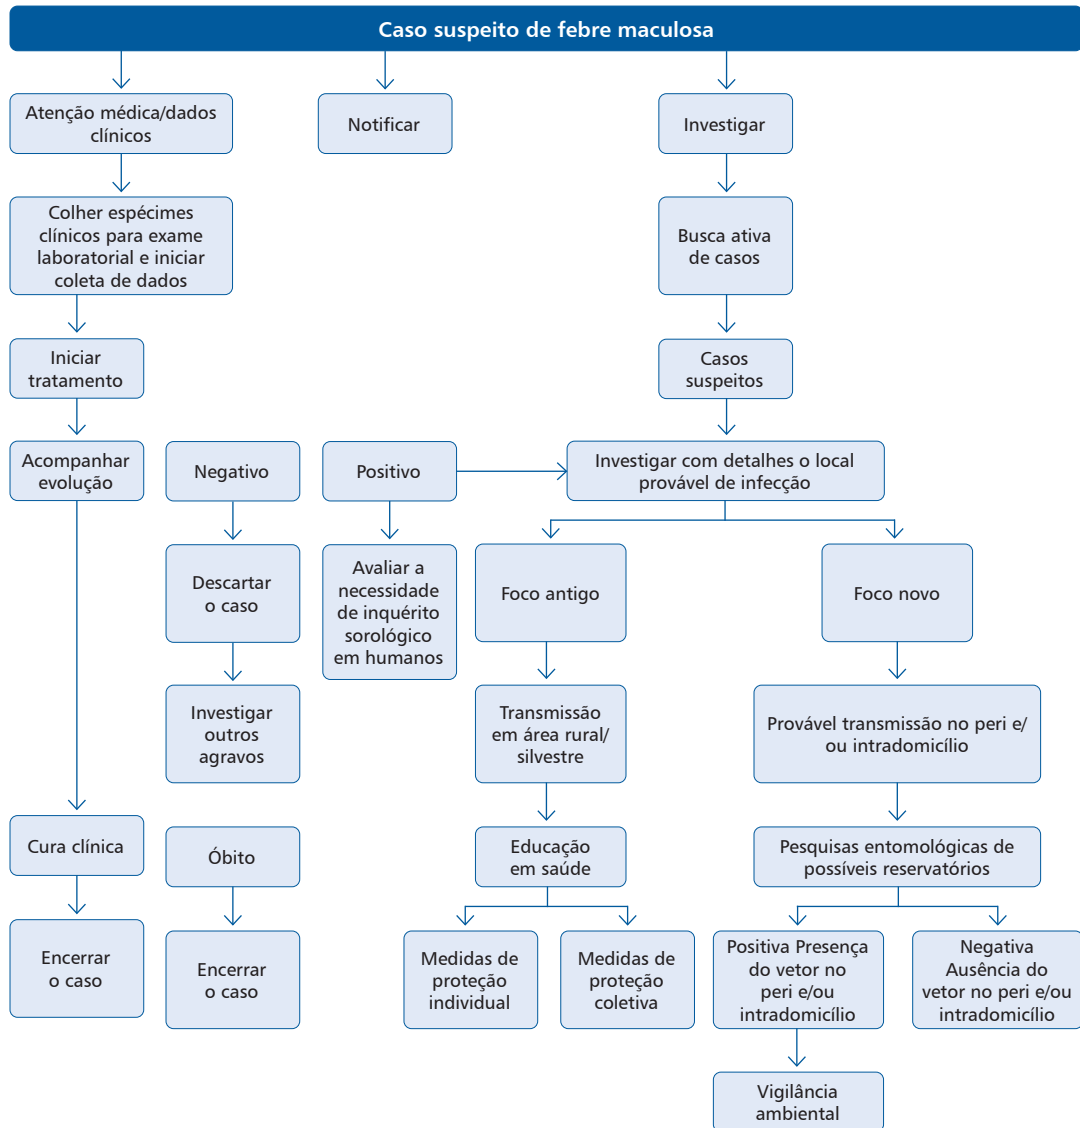 Caso suspeito de febre maculosa
Atenção médica/dados
clínicos
Notificar
Investigar
Colher espécimes
clínicos para exame
laboratorial e iniciar
coleta de dados
Busca ativa
de casos
Iniciar
tratamento
Casos
suspeitos
Acompanhar
evolução
Negativo
Positivo
Investigar com detalhes o local
provável de infecção
Descartar
o caso
Avaliar a
necessidade
de inquérito
sorológico
em humanos
Foco antigo
Foco novo
Investigar
outros
agravos
Transmissão
em área rural/
silvestre
Provável transmissão no peri e/
ou intradomicílio
Cura clínica
Óbito
Educação
em saúde
Pesquisas entomológicas de
possíveis reservatórios
Encerrar
o caso
Encerrar
o caso
Medidas de
proteção
individual
Medidas de
proteção
coletiva
Positiva Presença
do vetor no
peri e/ou
intradomicílio
Negativa
Ausência do
vetor no peri e/ou
intradomicílio
Vigilância
ambiental